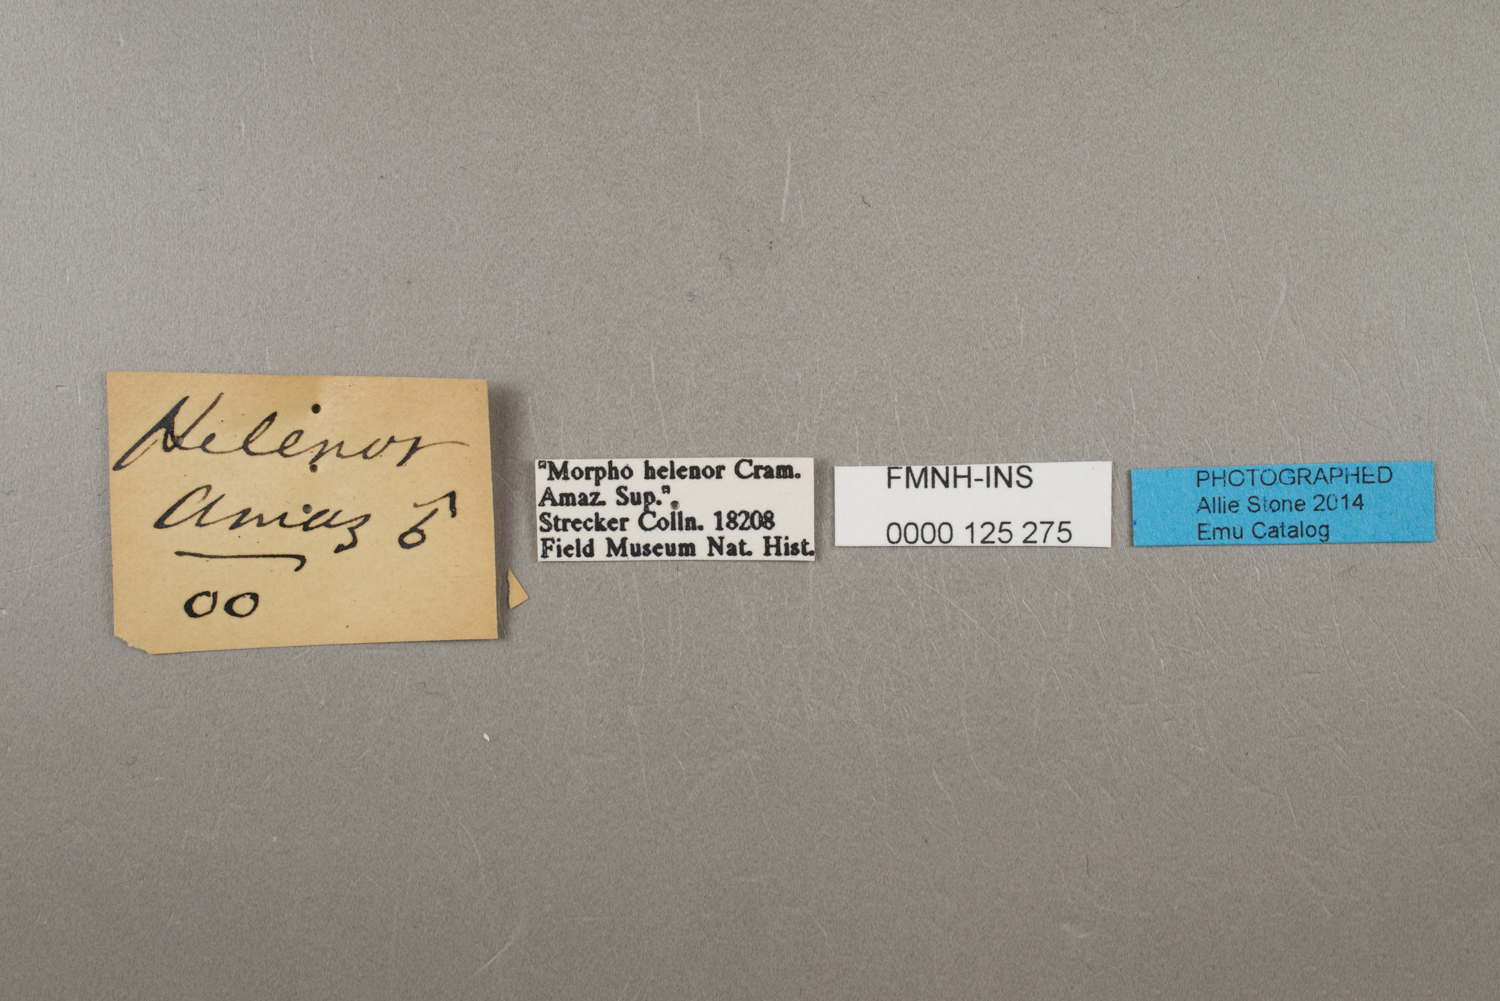 Helenor
Amaz ♂
00
"Morpho helenor Cram.
Amaz. Sup.".
Strecker Colln. 18208
Field Museum Nat. Hist.
FMNH-INS
0000 125 275
PHOTOGRAPHED
Allie Stone 2014
Emu Catalog